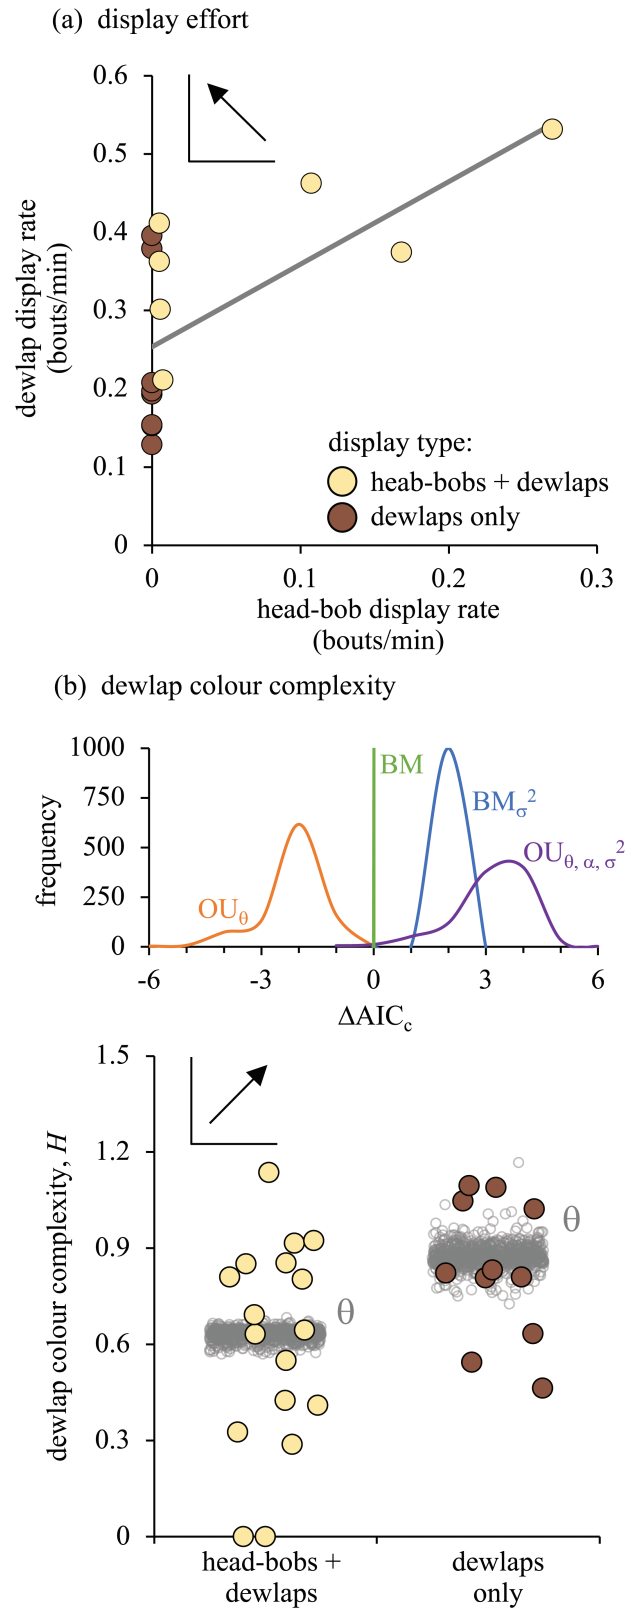 (a) display effort
0.6
0.5
0.4
0.3
0.2
0.1
0
dewlap display rate
(bouts/min)
display type:
heab-bobs + dewlaps
dewlaps only
0 0.1 0.2 0.3
head-bob display rate
(bouts/min)
(b) dewlap colour complexity
1000
750
500
250
0
frequency
BM
BMσ²
OUθ, α, σ²
OUθ
-6 -3 0 3 6
ΔAICc
1.5
1.2
0.9
0.6
0.3
0
dewlap colour complexity, H
θ
θ
head-bobs +
dewlaps
dewlaps
only